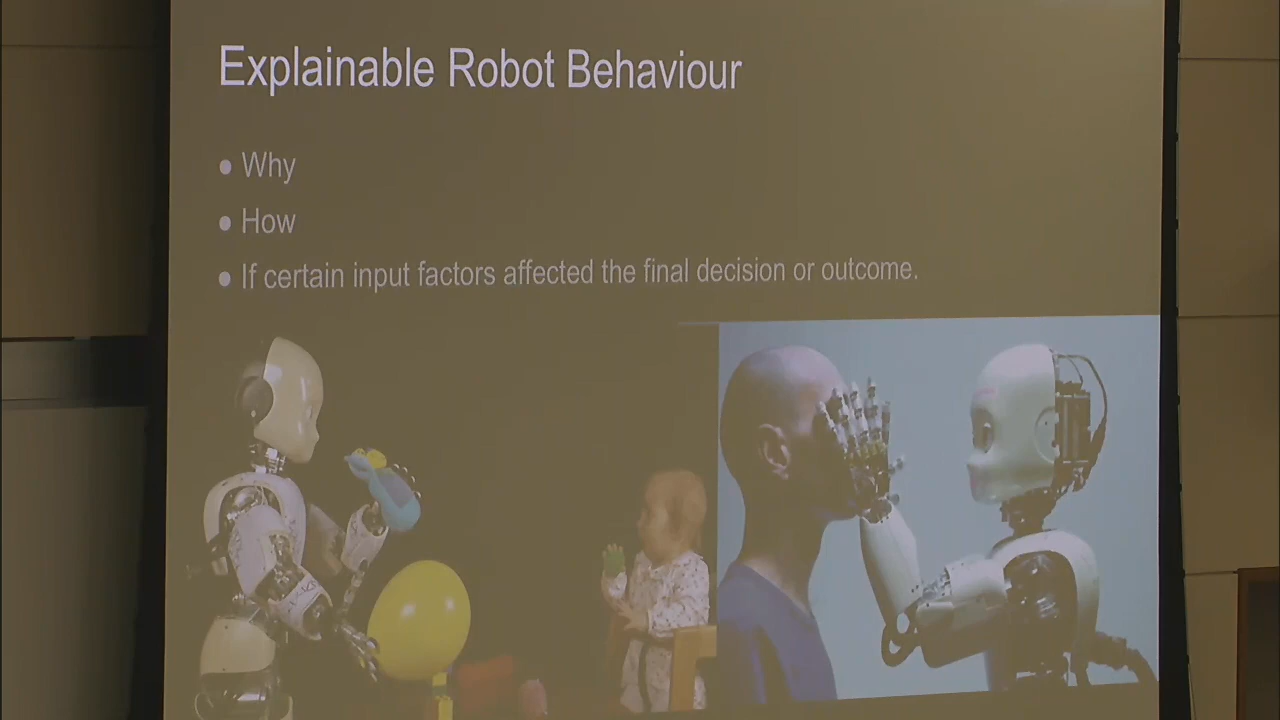 Explainable Robot Behaviour
● Why
● How
● If certain input factors affected the final decision or outcome.